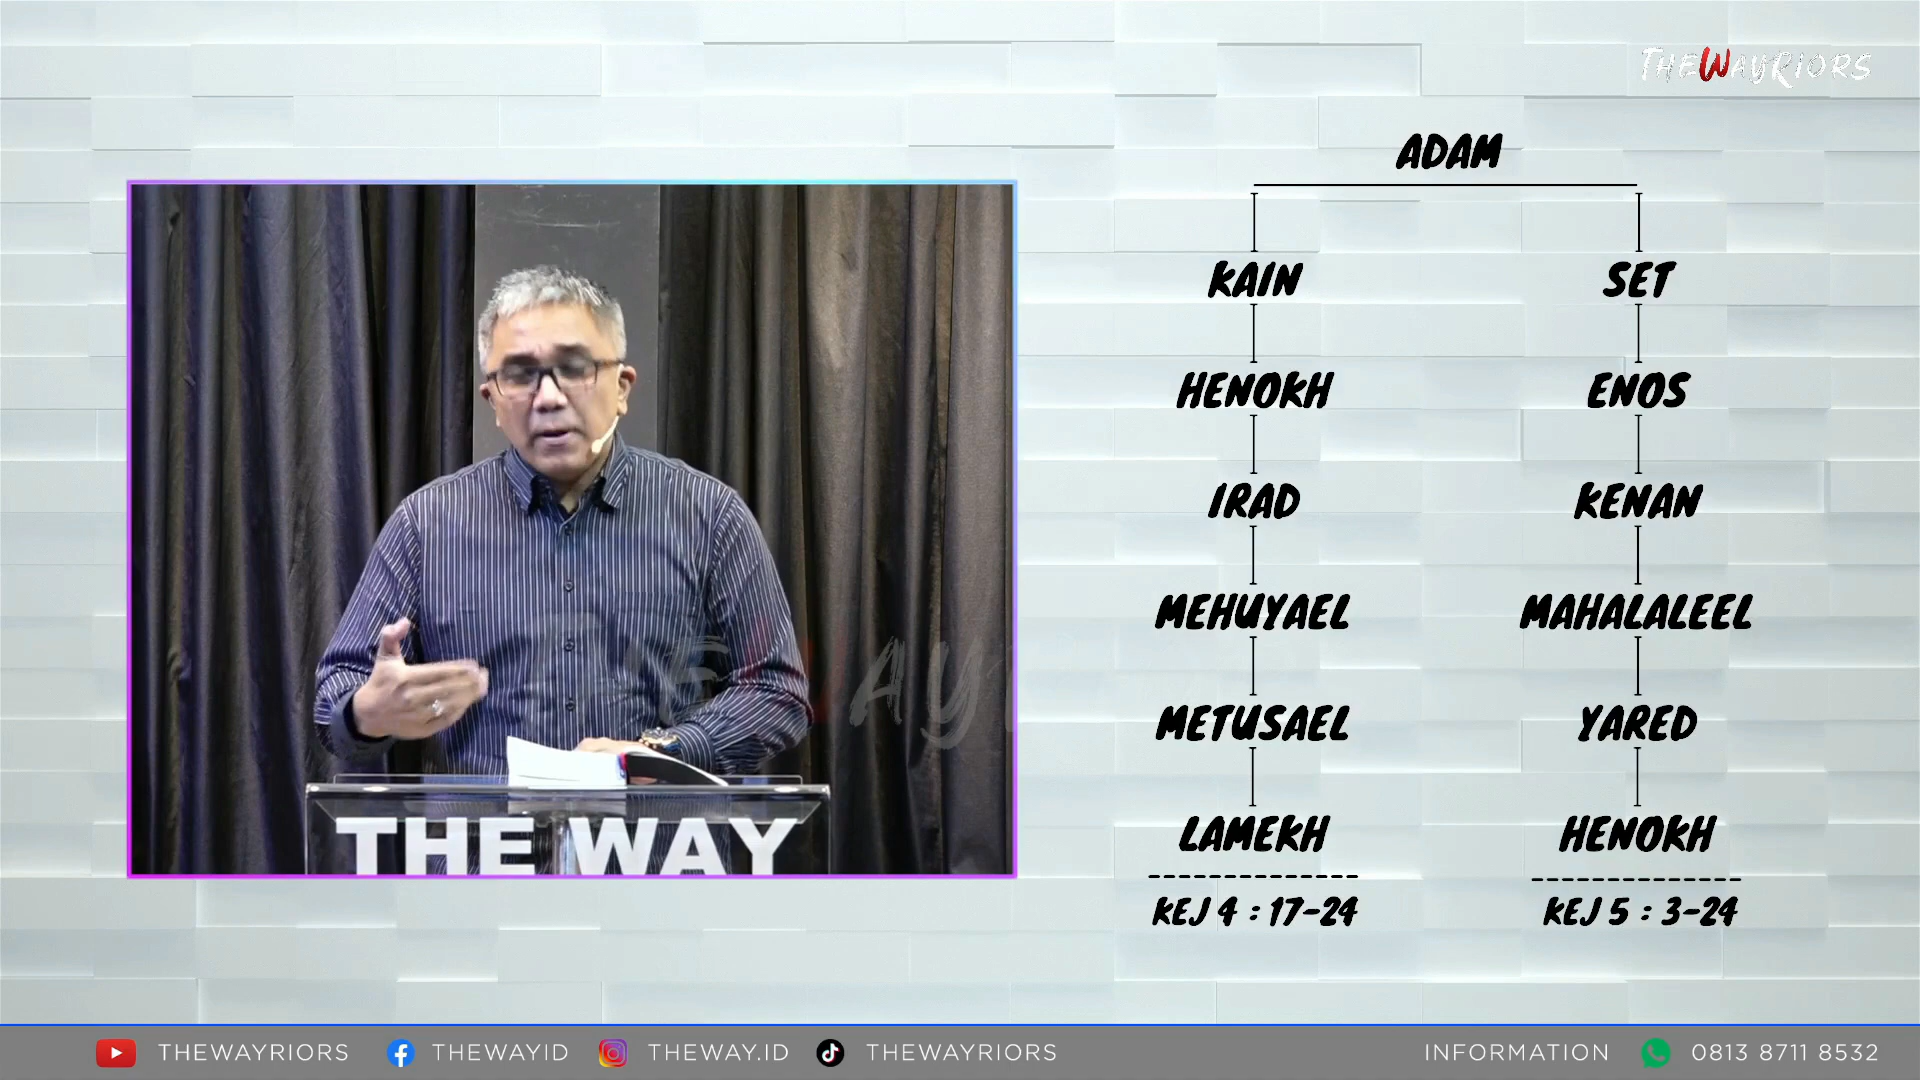 THEWAYRIORS
ADAM
KAIN
SET
HENOKH
ENOS
IRAD
KENAN
MEHUYAEL
MAHALALEEL
METUSAEL
YARED
LAMEKH
HENOKH
--------------
--------------
KEJ 4 : 17-24
KEJ 5 : 3-24
THEWAY
THE WAY
THEWAYRIORS
THEWAYID
THEWAY.ID
THEWAYRIORS
INFORMATION
0813 8711 8532